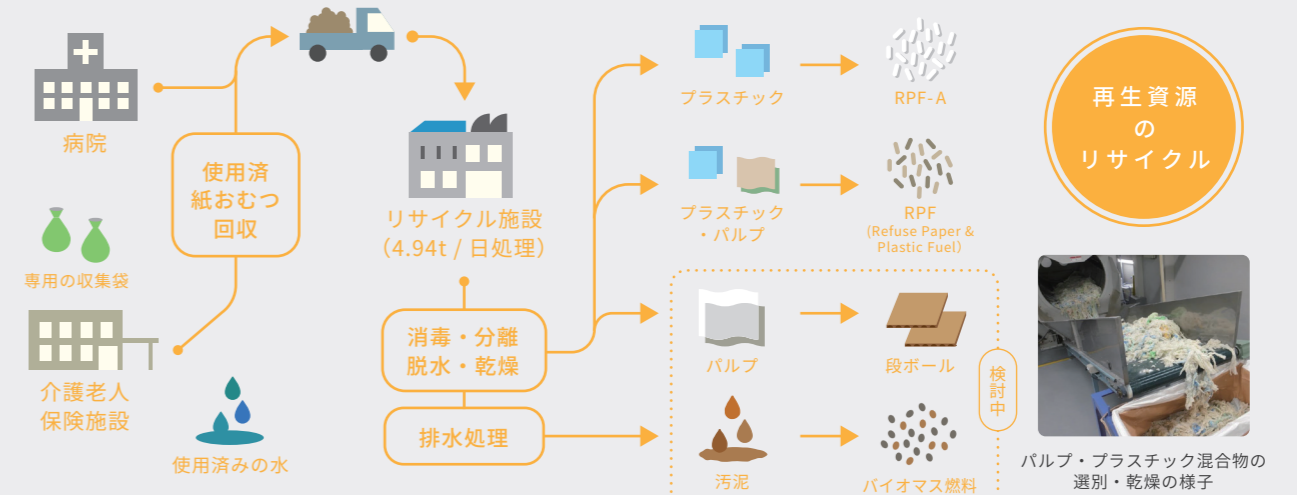 病院
専用の収集袋
介護老人
保険施設
使用済
紙おむつ
回収
使用済みの水
リサイクル施設
（4.94t / 日処理）
消毒・分離
脱水・乾燥
排水処理
プラスチック
RPF-A
プラスチック
・パルプ
RPF
(Refuse Paper &
Plastic Fuel)
パルプ
段ボール
汚泥
バイオマス燃料
検討中
再生資源
の
リサイクル
パルプ・プラスチック混合物の
選別・乾燥の様子